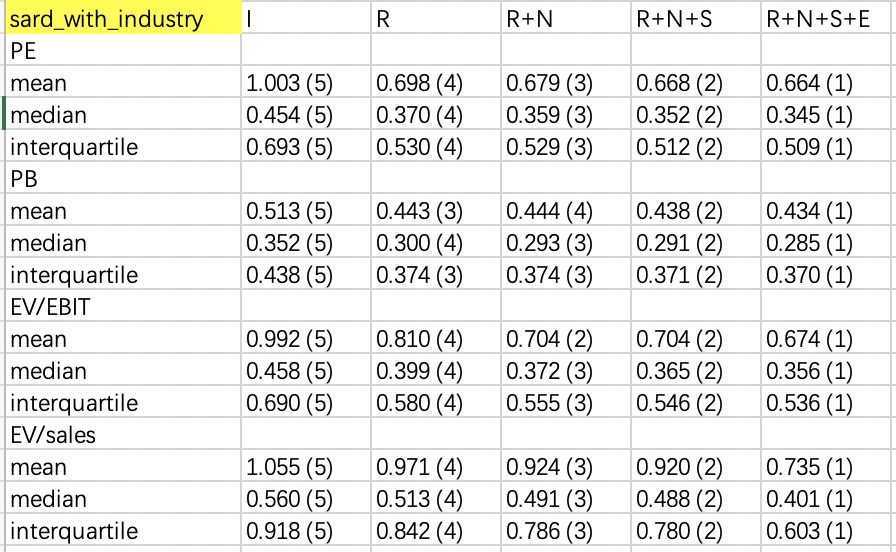 sard_with_industry I R R+N R+N+S R+N+S+E
PE
mean 1.003 (5) 0.698 (4) 0.679 (3) 0.668 (2) 0.664 (1)
median 0.454 (5) 0.370 (4) 0.359 (3) 0.352 (2) 0.345 (1)
interquartile 0.693 (5) 0.530 (4) 0.529 (3) 0.512 (2) 0.509 (1)
PB
mean 0.513 (5) 0.443 (3) 0.444 (4) 0.438 (2) 0.434 (1)
median 0.352 (5) 0.300 (4) 0.293 (3) 0.291 (2) 0.285 (1)
interquartile 0.438 (5) 0.374 (3) 0.374 (3) 0.371 (2) 0.370 (1)
EV/EBIT
mean 0.992 (5) 0.810 (4) 0.704 (2) 0.704 (2) 0.674 (1)
median 0.458 (5) 0.399 (4) 0.372 (3) 0.365 (2) 0.356 (1)
interquartile 0.690 (5) 0.580 (4) 0.555 (3) 0.546 (2) 0.536 (1)
EV/sales
mean 1.055 (5) 0.971 (4) 0.924 (3) 0.920 (2) 0.735 (1)
median 0.560 (5) 0.513 (4) 0.491 (3) 0.488 (2) 0.401 (1)
interquartile 0.918 (5) 0.842 (4) 0.786 (3) 0.780 (2) 0.603 (1)